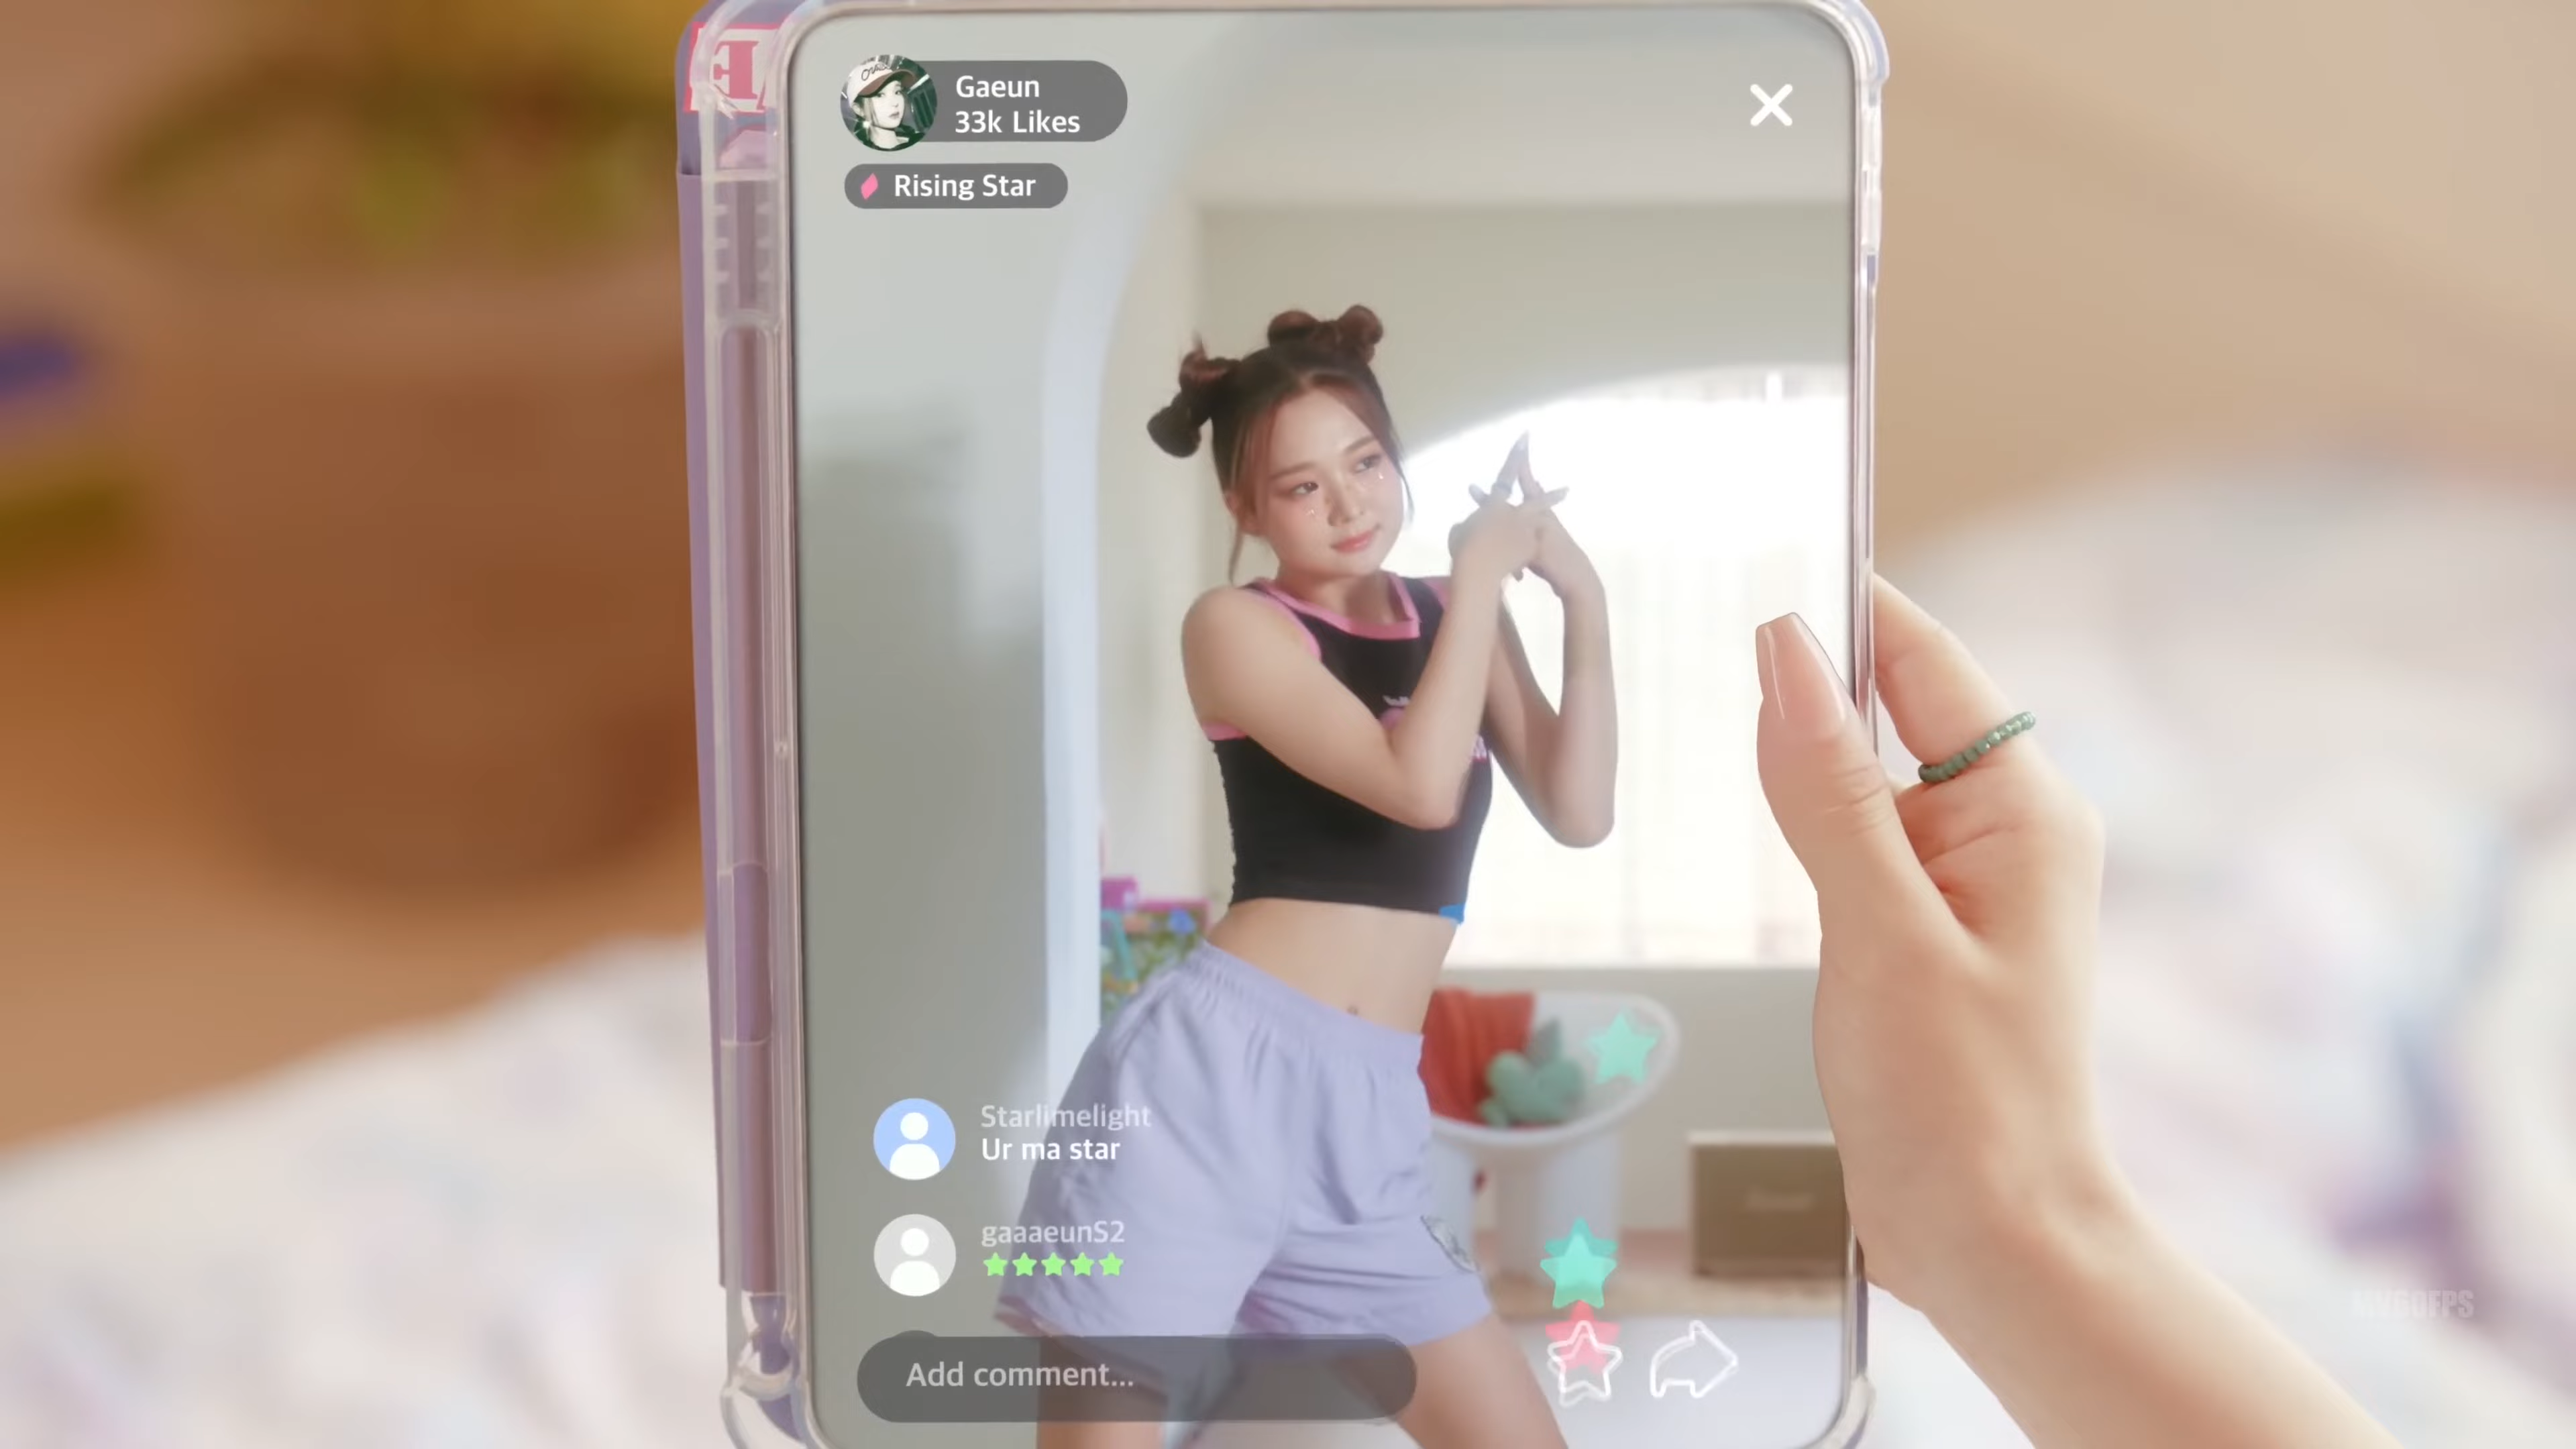 Gaeun
33k Likes
Rising Star
Starlimelight
Ur ma star
gaaaeunS2
Add comment...